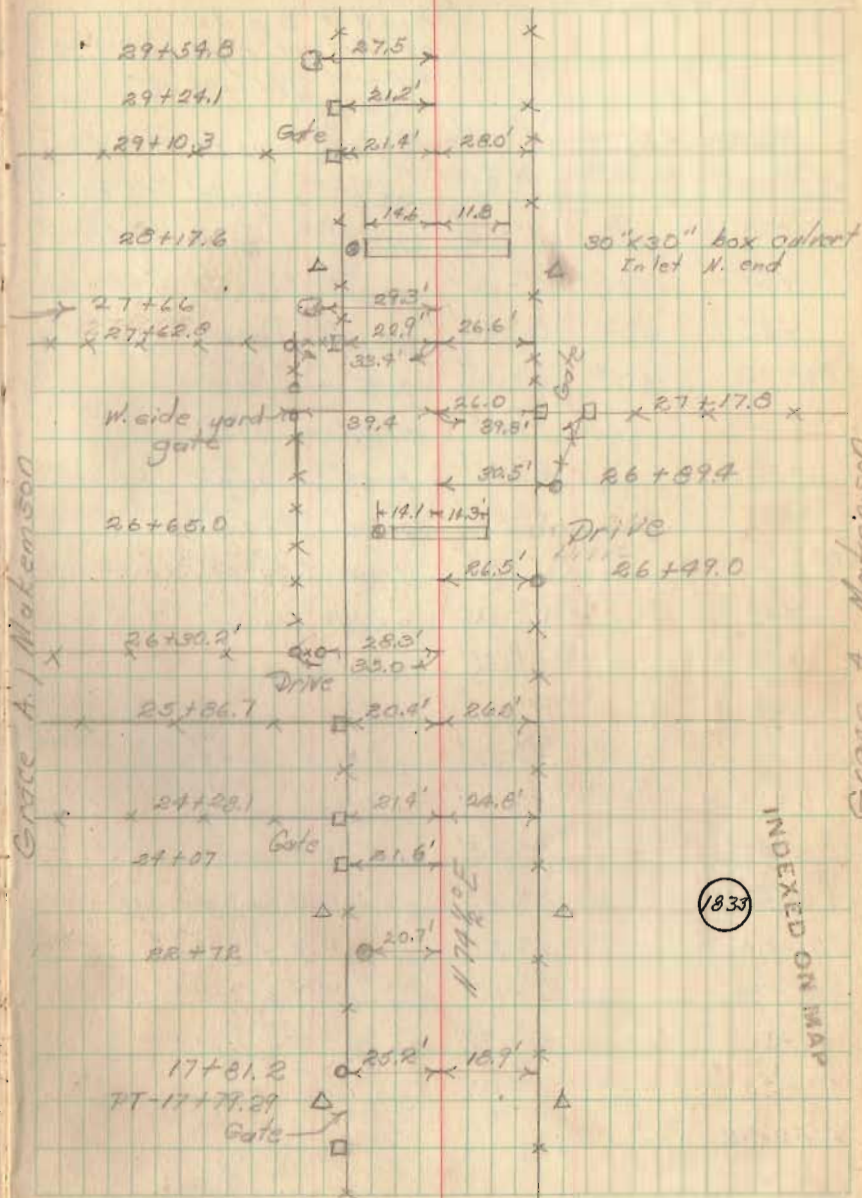 29+54.8 27.5
29+24.1 21.2'
29+10.3 Gate 21.4' 28.0'
14.6 11.8
28+17.6 30"x30" box culvert
Inlet N. end
27+66 29.3'
27+62.8 20.9' 26.6'
33.4' Gate
W. side yard gate 39.4 26.0 39.8' 27+17.8
30.5' 26+89.4
14.1 11.3'
26+65.0 Drive
26.5' 26+49.0
26+30.2' 28.3'
33.0
Drive
25+86.7 20.4' 26.0'
24+28.1 21.4' 24.8'
Gate
24+07 21.6'
22+72 20.7'
N 74½° E
17+81.2 25.2' 18.9'
PT-17+79.29
Gate
Grace A. Makemson
INDEXED ON MAP
1833